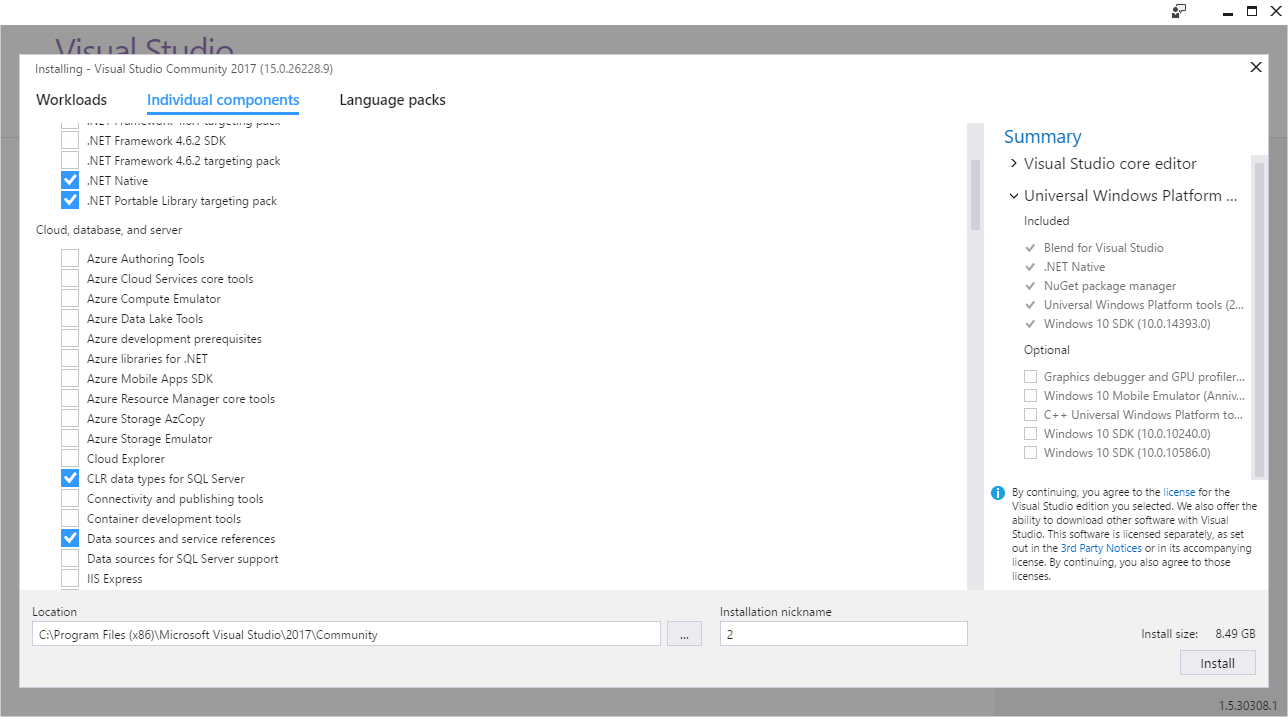 Visual Studio
Installing - Visual Studio Community 2017 (15.0.26228.9)
Workloads
Individual components
Language packs
.NET Framework 4.6.1 targeting pack
.NET Framework 4.6.2 SDK
.NET Framework 4.6.2 targeting pack
.NET Native
.NET Portable Library targeting pack
Cloud, database, and server
Azure Authoring Tools
Azure Cloud Services core tools
Azure Compute Emulator
Azure Data Lake Tools
Azure development prerequisites
Azure libraries for .NET
Azure Mobile Apps SDK
Azure Resource Manager core tools
Azure Storage AzCopy
Azure Storage Emulator
Cloud Explorer
CLR data types for SQL Server
Connectivity and publishing tools
Container development tools
Data sources and service references
Data sources for SQL Server support
IIS Express
Summary
Visual Studio core editor
Universal Windows Platform ...
Included
Blend for Visual Studio
.NET Native
NuGet package manager
Universal Windows Platform tools (2...
Windows 10 SDK (10.0.14393.0)
Optional
Graphics debugger and GPU profiler...
Windows 10 Mobile Emulator (Anniv...
C++ Universal Windows Platform to...
Windows 10 SDK (10.0.10240.0)
Windows 10 SDK (10.0.10586.0)
By continuing, you agree to the license for the
Visual Studio edition you selected. We also offer the
ability to download other software with Visual
Studio. This software is licensed separately, as set
out in the 3rd Party Notices or in its accompanying
license. By continuing, you also agree to those
licenses.
Location
C:\Program Files (x86)\Microsoft Visual Studio\2017\Community
...
Installation nickname
2
Install size: 8.49 GB
Install
1.5.30308.1